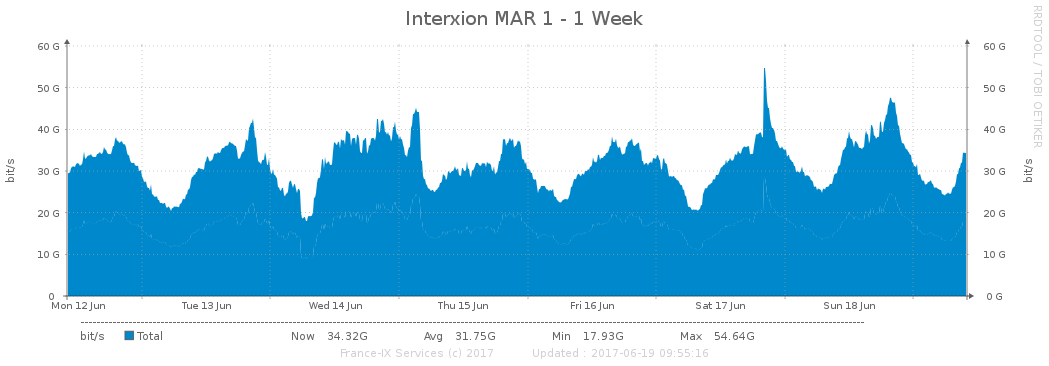 Interxion MAR 1 - 1 Week
RRDTOOL / TOBI OETIKER
bit/s
60 G
50 G
40 G
30 G
20 G
10 G
0
60 G
50 G
40 G
30 G
20 G
10 G
0 G
bit/s
Mon 12 Jun Tue 13 Jun Wed 14 Jun Thu 15 Jun Fri 16 Jun Sat 17 Jun Sun 18 Jun
bit/s Total Now 34.32G Avg 31.75G Min 17.93G Max 54.64G
France-IX Services (c) 2017 Updated : 2017-06-19 09:55:16